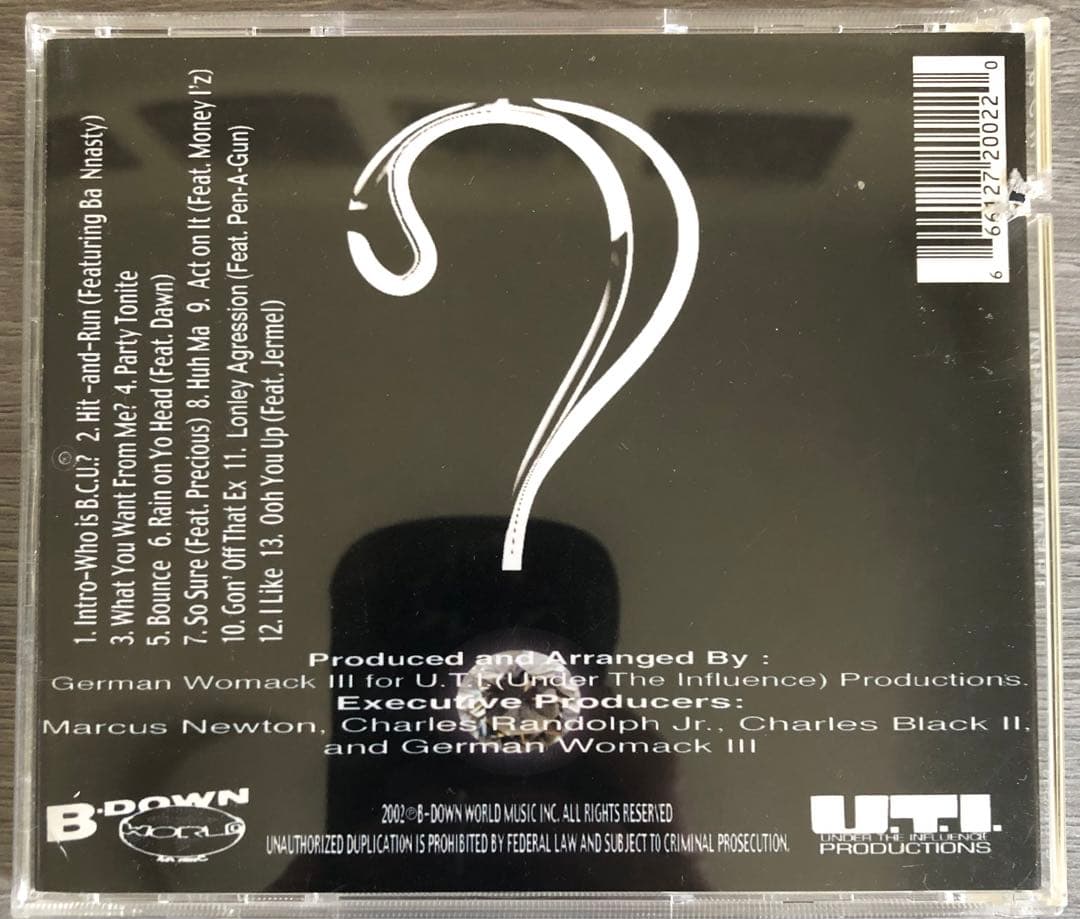 1. Intro-Who is B.C.U.? 2. Hit -and-Run (Featuring Ba Nnasty)
3. What You Want From Me? 4. Party Tonite
5. Bounce 6. Rain on Yo Head (Feat. Dawn)
7. So Sure (Feat. Precious) 8. Huh Ma 9. Act on It (Feat. Money I'z)
10. Gon' Off That Ex 11. Lonley Agression (Feat. Pen-A-Gun)
12. I Like 13. Ooh You Up (Feat. Jermel)
?
6 66127 20022 0
Produced and Arranged By :
German Womack III for U.T.I (Under The Influence) Productions.
Executive Producers:
Marcus Newton, Charles Randolph Jr., Charles Black II,
and German Womack III
B-DOWN
WORLD
2002 ©℗ B-DOWN WORLD MUSIC INC. ALL RIGHTS RESERVED
UNAUTHORIZED DUPLICATION IS PROHIBITED BY FEDERAL LAW AND SUBJECT TO CRIMINAL PROSECUTION.
U.T.I.
UNDER THE INFLUENCE
PRODUCTIONS